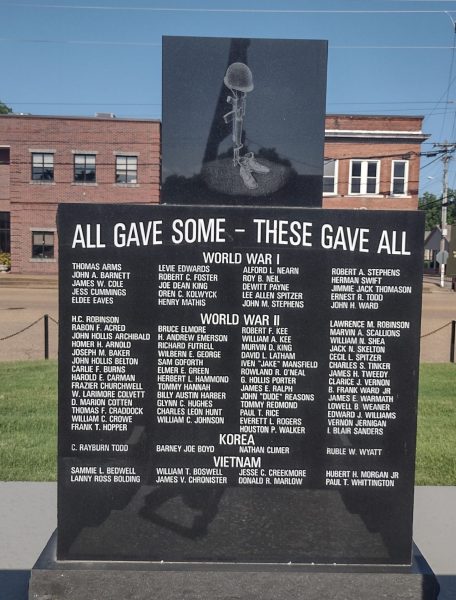 ALL GAVE SOME – THESE GAVE ALL
WORLD WAR I
THOMAS ARMS
JOHN A. BARNETT
JAMES W. COLE
JESS CUMMINGS
ELDEE EAVES
LEVIE EDWARDS
ROBERT C. FOSTER
JOE DEAN KING
OREN C. KOLWYCK
HENRY MATHIS
ALFORD L. NEARN
ROY B. NEIL
DEWITT PAYNE
LEE ALLEN SPITZER
JOHN M. STEPHENS
ROBERT A. STEPHENS
HERMAN SWIFT
JIMMIE JACK THOMASON
ERNEST R. TODD
JOHN H. WARD
WORLD WAR II
H.C. ROBINSON
RABON F. ACREO
JOHN HOLLIS ARCHIBALD
HOMER H. ARNOLD
JOSEPH M. BAKER
JOHN HOLLIS BELTON
CARLIE F. BURNS
HAROLD E. CARMAN
FRAZIER CHURCHWELL
W. LARIMORE COLVETT
D. MARION COTTEN
THOMAS F. CRADDOCK
WILLIAM C. CROWE
FRANK T. HOPPER
BRUCE ELMORE
H. ANDREW EMERSON
RICHARD FUTRELL
WILBERN E. GEORGE
SAM GOFORTH
ELMER E. GREEN
HERBERT L. HAMMOND
TOMMY HANNAH
BILLY AUSTIN HARBER
GLYNN C. HUGHES
CHARLES LEON HUNT
WILLIAM C. JOHNSON
ROBERT F. KEE
WILLIAM A. KEE
MURVIN D. KING
DAVID L. LATHAM
IVEN "JAKE" MANSFIELD
ROWLAND R. O'NEAL
G. HOLLIS PORTER
JAMES B. RALPH
JOHN "DUDE" REASONS
TOMMY REDMOND
PAUL T. RICE
EVERETT L. ROGERS
HOUSTON P. WALKER
LAWRENCE M. ROBINSON
MARVIN A. SCALLIONS
WILLIAM N. SHEA
JACK N. SKELTON
CECIL L. SPITZER
CHARLES S. TINKER
JAMES H. TWEEDY
CLARICE J. VERNON
B. FRANK WARD JR
JAMES E. WARMATH
LOWELL B. WEANER
EDWARD J. WILLIAMS
VERNON JERNIGAN
I. BLAIR SANDERS
KOREA
C. RAYBURN TODD
BARNEY JOE BOYD
NATHAN CLIMER
RUBLE W. WYATT
VIETNAM
SAMMIE L. BEDWELL
LANNY ROSS BOLDING
WILLIAM T. BOSWELL
JAMES V. CHRONISTER
JESSE C. CREEKMORE
DONALD R. MARLOW
HUBERT H. MORGAN JR
PAUL T. WHITTINGTON